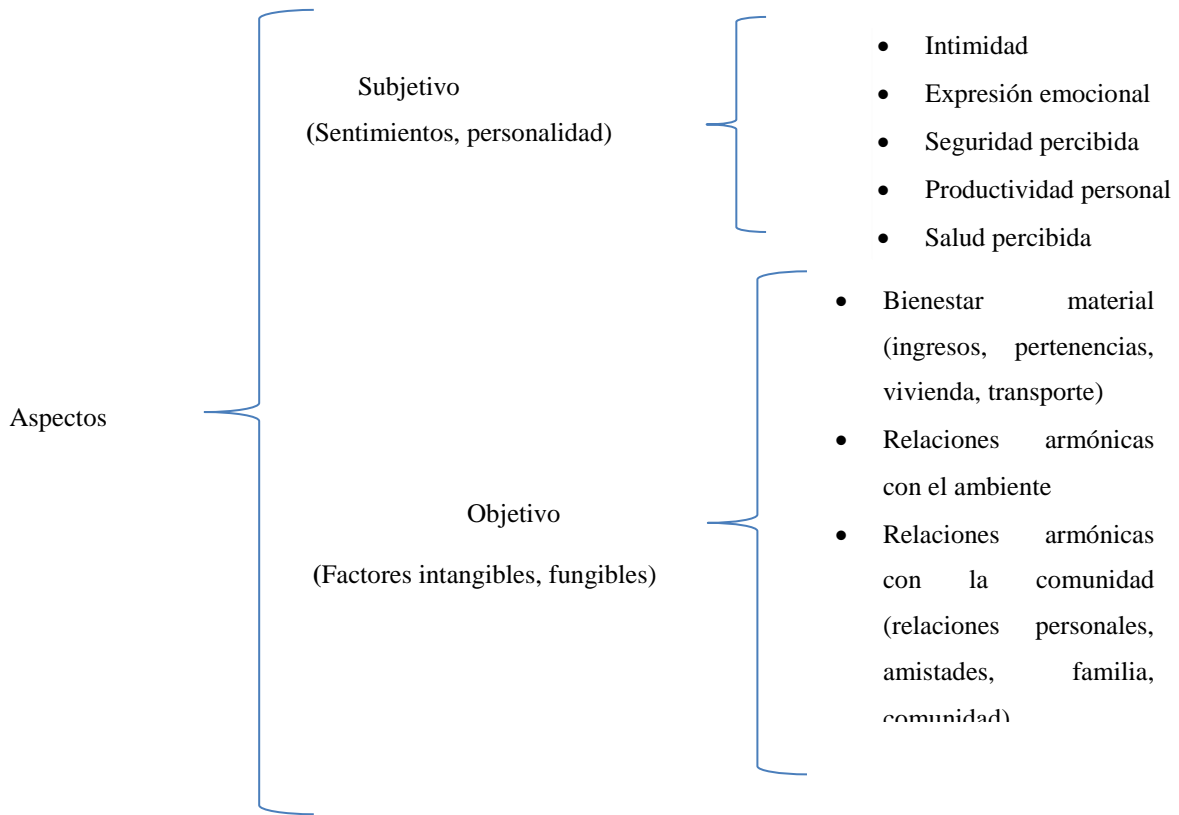 Aspectos
Subjetivo
(Sentimientos, personalidad)
• Intimidad
• Expresión emocional
• Seguridad percibida
• Productividad personal
• Salud percibida
Objetivo
(Factores intangibles, fungibles)
• Bienestar material
(ingresos, pertenencias,
vivienda, transporte)
• Relaciones armónicas
con el ambiente
• Relaciones armónicas
con la comunidad
(relaciones personales,
amistades, familia,
comunidad)